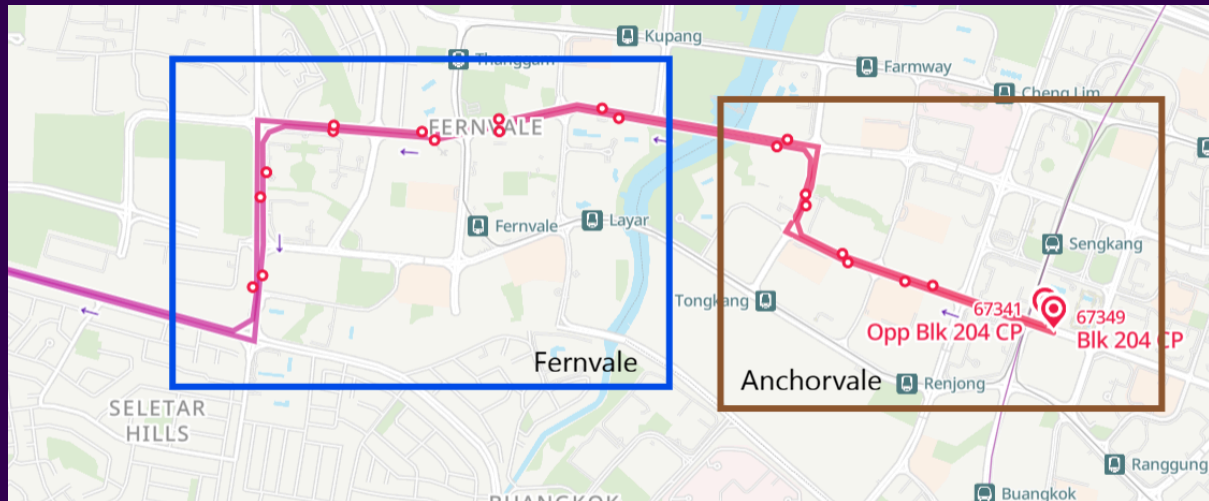 Kupang
Thanggam
Farmway
Cheng Lim
FERNVALE
Fernvale
Layar
Sengkang
Tongkang
67341
Opp Blk 204 CP
67349
Blk 204 CP
Fernvale
Anchorvale
Renjong
SELETAR
HILLS
Ranggung
BUANGKOK
Buangkok